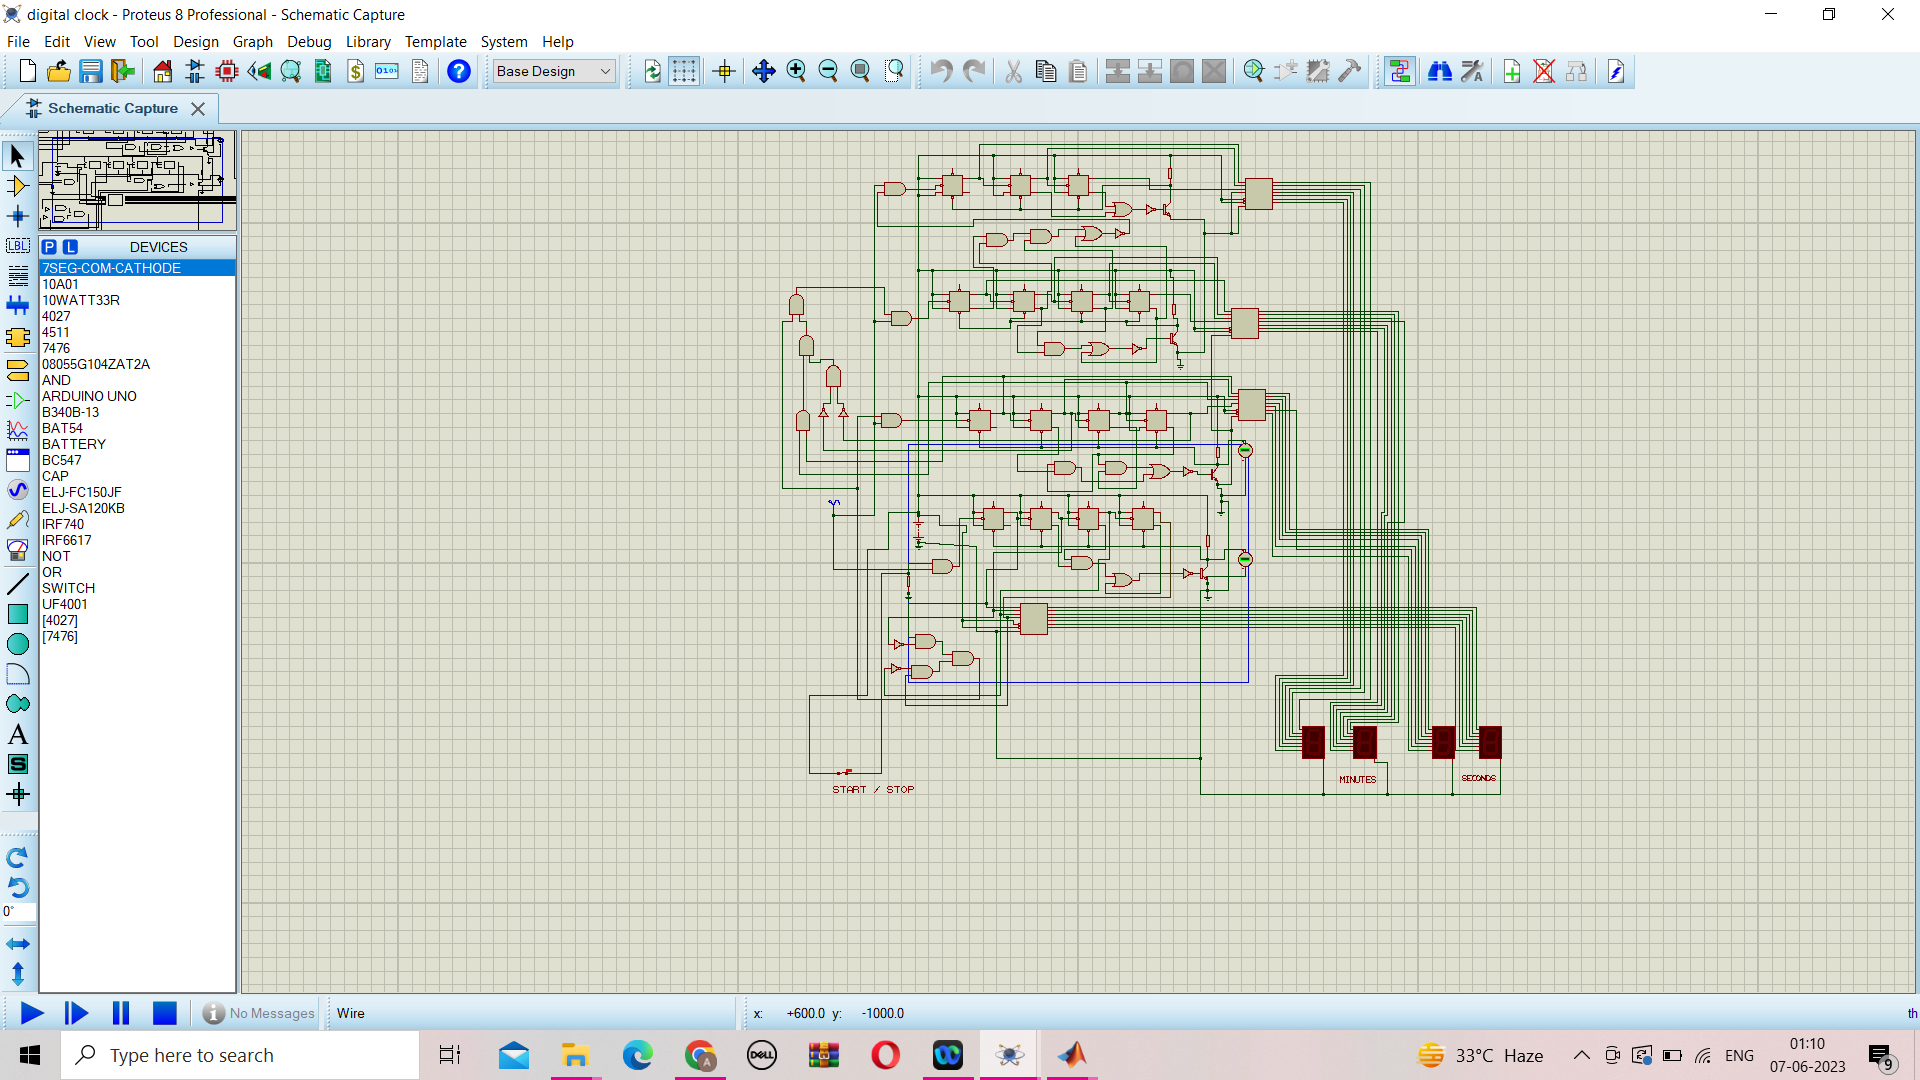 digital clock - Proteus 8 Professional - Schematic Capture
File Edit View Tool Design Graph Debug Library Template System Help
Base Design
Schematic Capture
P L DEVICES
7SEG-COM-CATHODE
10A01
10WATT33R
4027
4511
7476
08055G104ZAT2A
AND
ARDUINO UNO
B340B-13
BAT54
BATTERY
BC547
CAP
ELJ-FC150JF
ELJ-SA120KB
IRF740
IRF6617
NOT
OR
SWITCH
UF4001
[4027]
[7476]
LBL
A
S
0°
MINUTES
SECONDS
START / STOP
No Messages
Wire
x: +600.0 y: -1000.0
th
Type here to search
DELL
A
33°C Haze
ENG
01:10
07-06-2023
9